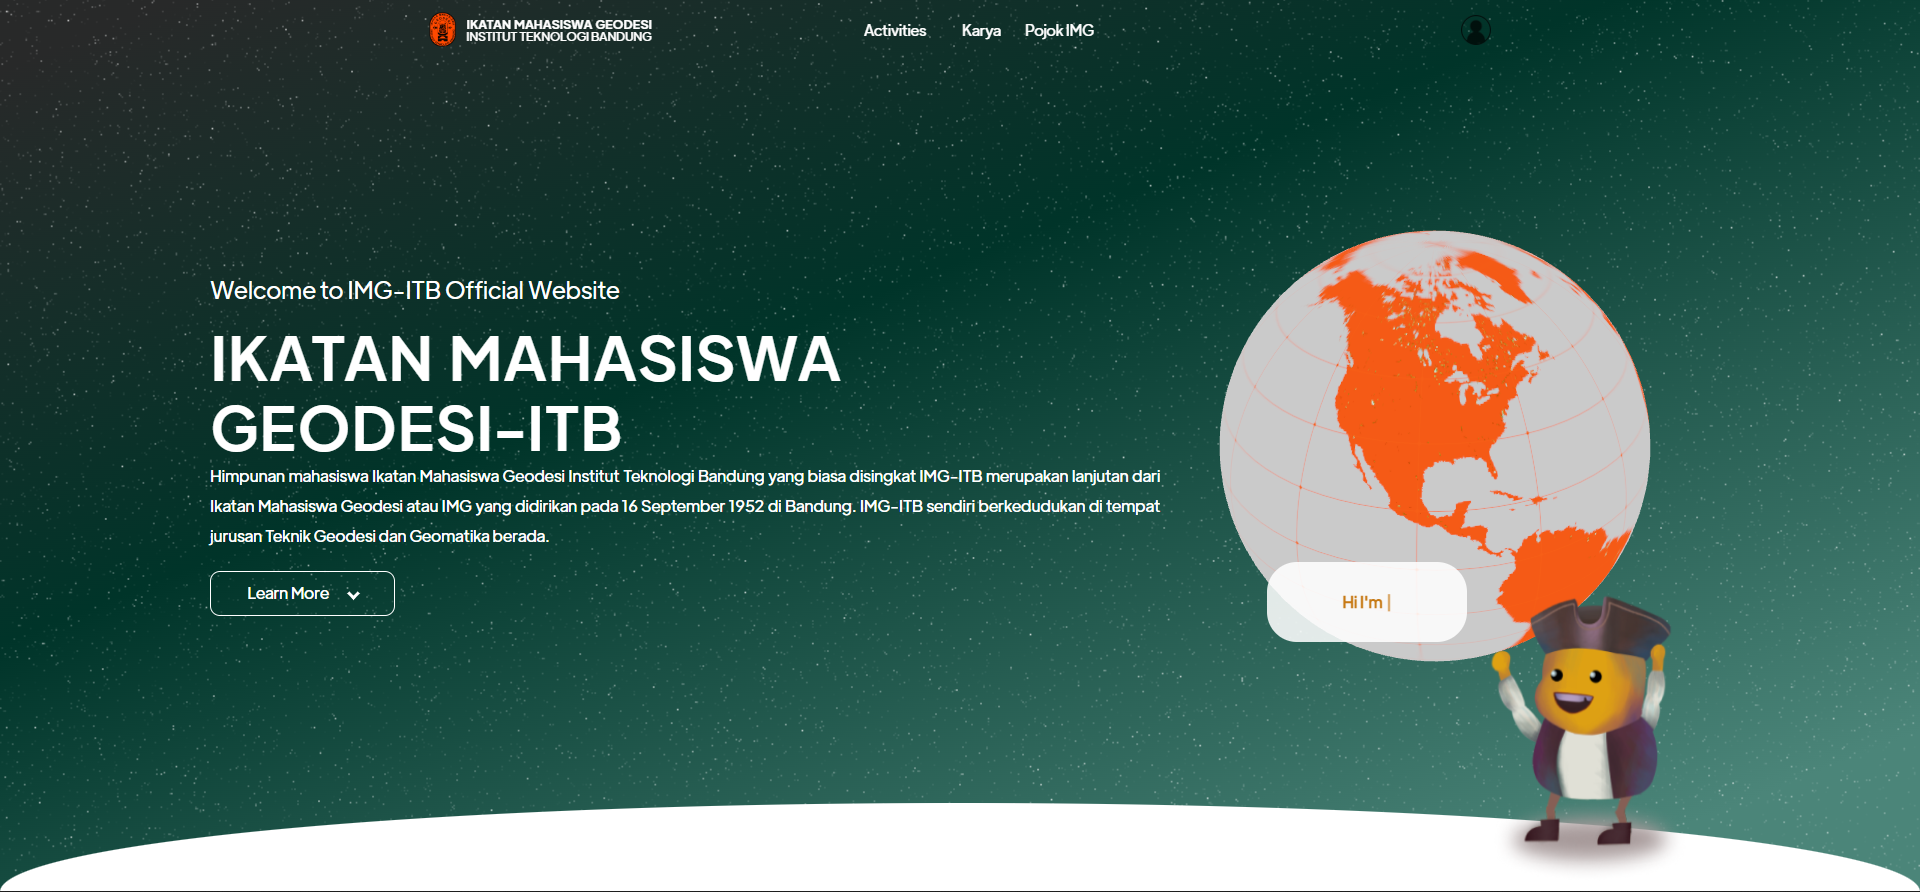 IKATAN MAHASISWA GEODESI
INSTITUT TEKNOLOGI BANDUNG
Activities
Karya
Pojok IMG
Welcome to IMG-ITB Official Website
IKATAN MAHASISWA
GEODESI-ITB
Himpunan mahasiswa Ikatan Mahasiswa Geodesi Institut Teknologi Bandung yang biasa disingkat IMG-ITB merupakan lanjutan dari
Ikatan Mahasiswa Geodesi atau IMG yang didirikan pada 16 September 1952 di Bandung. IMG-ITB sendiri berkedudukan di tempat
jurusan Teknik Geodesi dan Geomatika berada.
Learn More
Hi I'm |